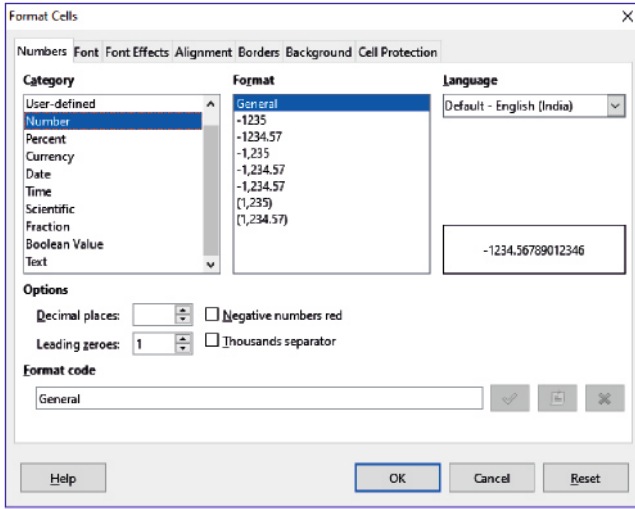 Format Cells
Numbers Font Font Effects Alignment Borders Background Cell Protection
Category
User-defined
Number
Percent
Currency
Date
Time
Scientific
Fraction
Boolean Value
Text
Format
General
-1235
-1234.57
-1,235
-1,234.57
-1,234.57
(1,235)
(1,234.57)
Language
Default - English (India)
-1234.56789012346
Options
Decimal places:
Negative numbers red
Leading zeroes: 1
Thousands separator
Format code
General
Help
OK
Cancel
Reset